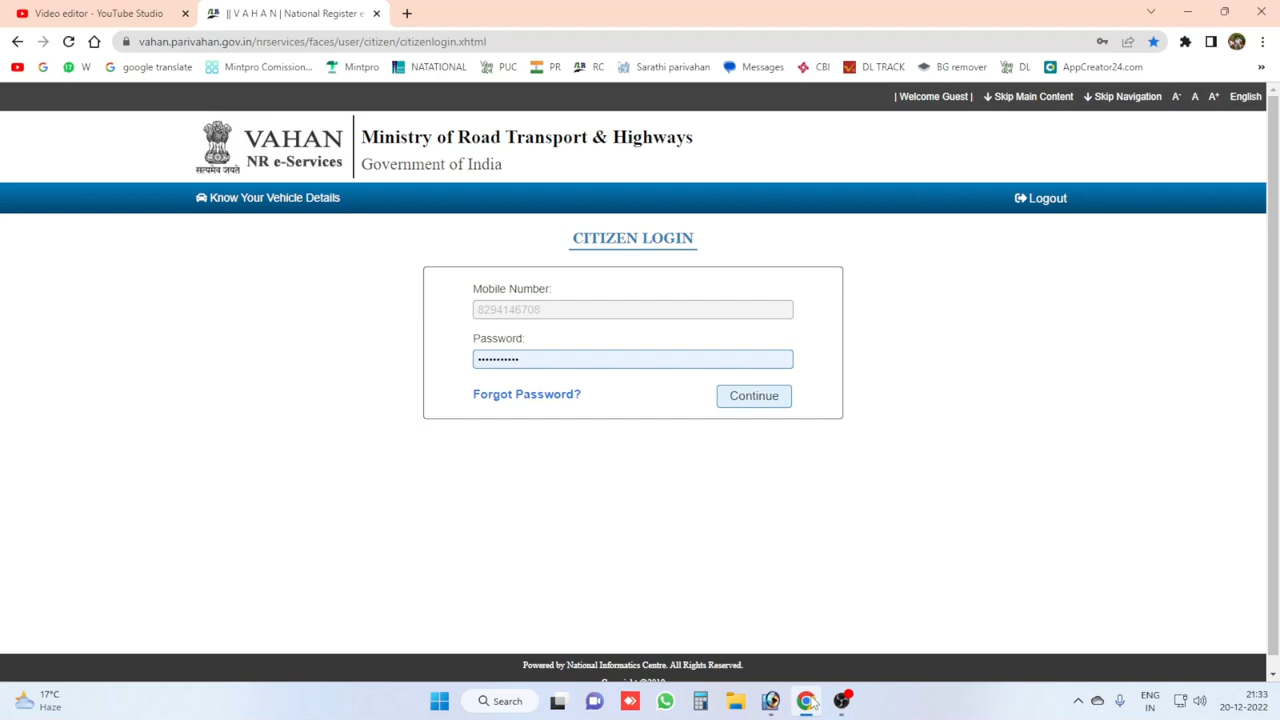 Video editor - YouTube Studio
|| V A H A N | National Register e
vahan.parivahan.gov.in/nrservices/faces/user/citizen/citizenlogin.xhtml
W google translate Mintpro Comission... Mintpro NATATIONAL PUC PR RC Sarathi parivahan Messages CBI DL TRACK BG remover DL AppCreator24.com »
| Welcome Guest | Skip Main Content Skip Navigation A- A A+ English
सत्यमेव जयते
VAHAN
NR e-Services
Ministry of Road Transport & Highways
Government of India
Know Your Vehicle Details Logout
CITIZEN LOGIN
Mobile Number:
8294146708
Password:
•••••••••••
Forgot Password? Continue
Powered by National Informatics Centre. All Rights Reserved.
17°C
Haze
Search
ENG
IN
21:33
20-12-2022